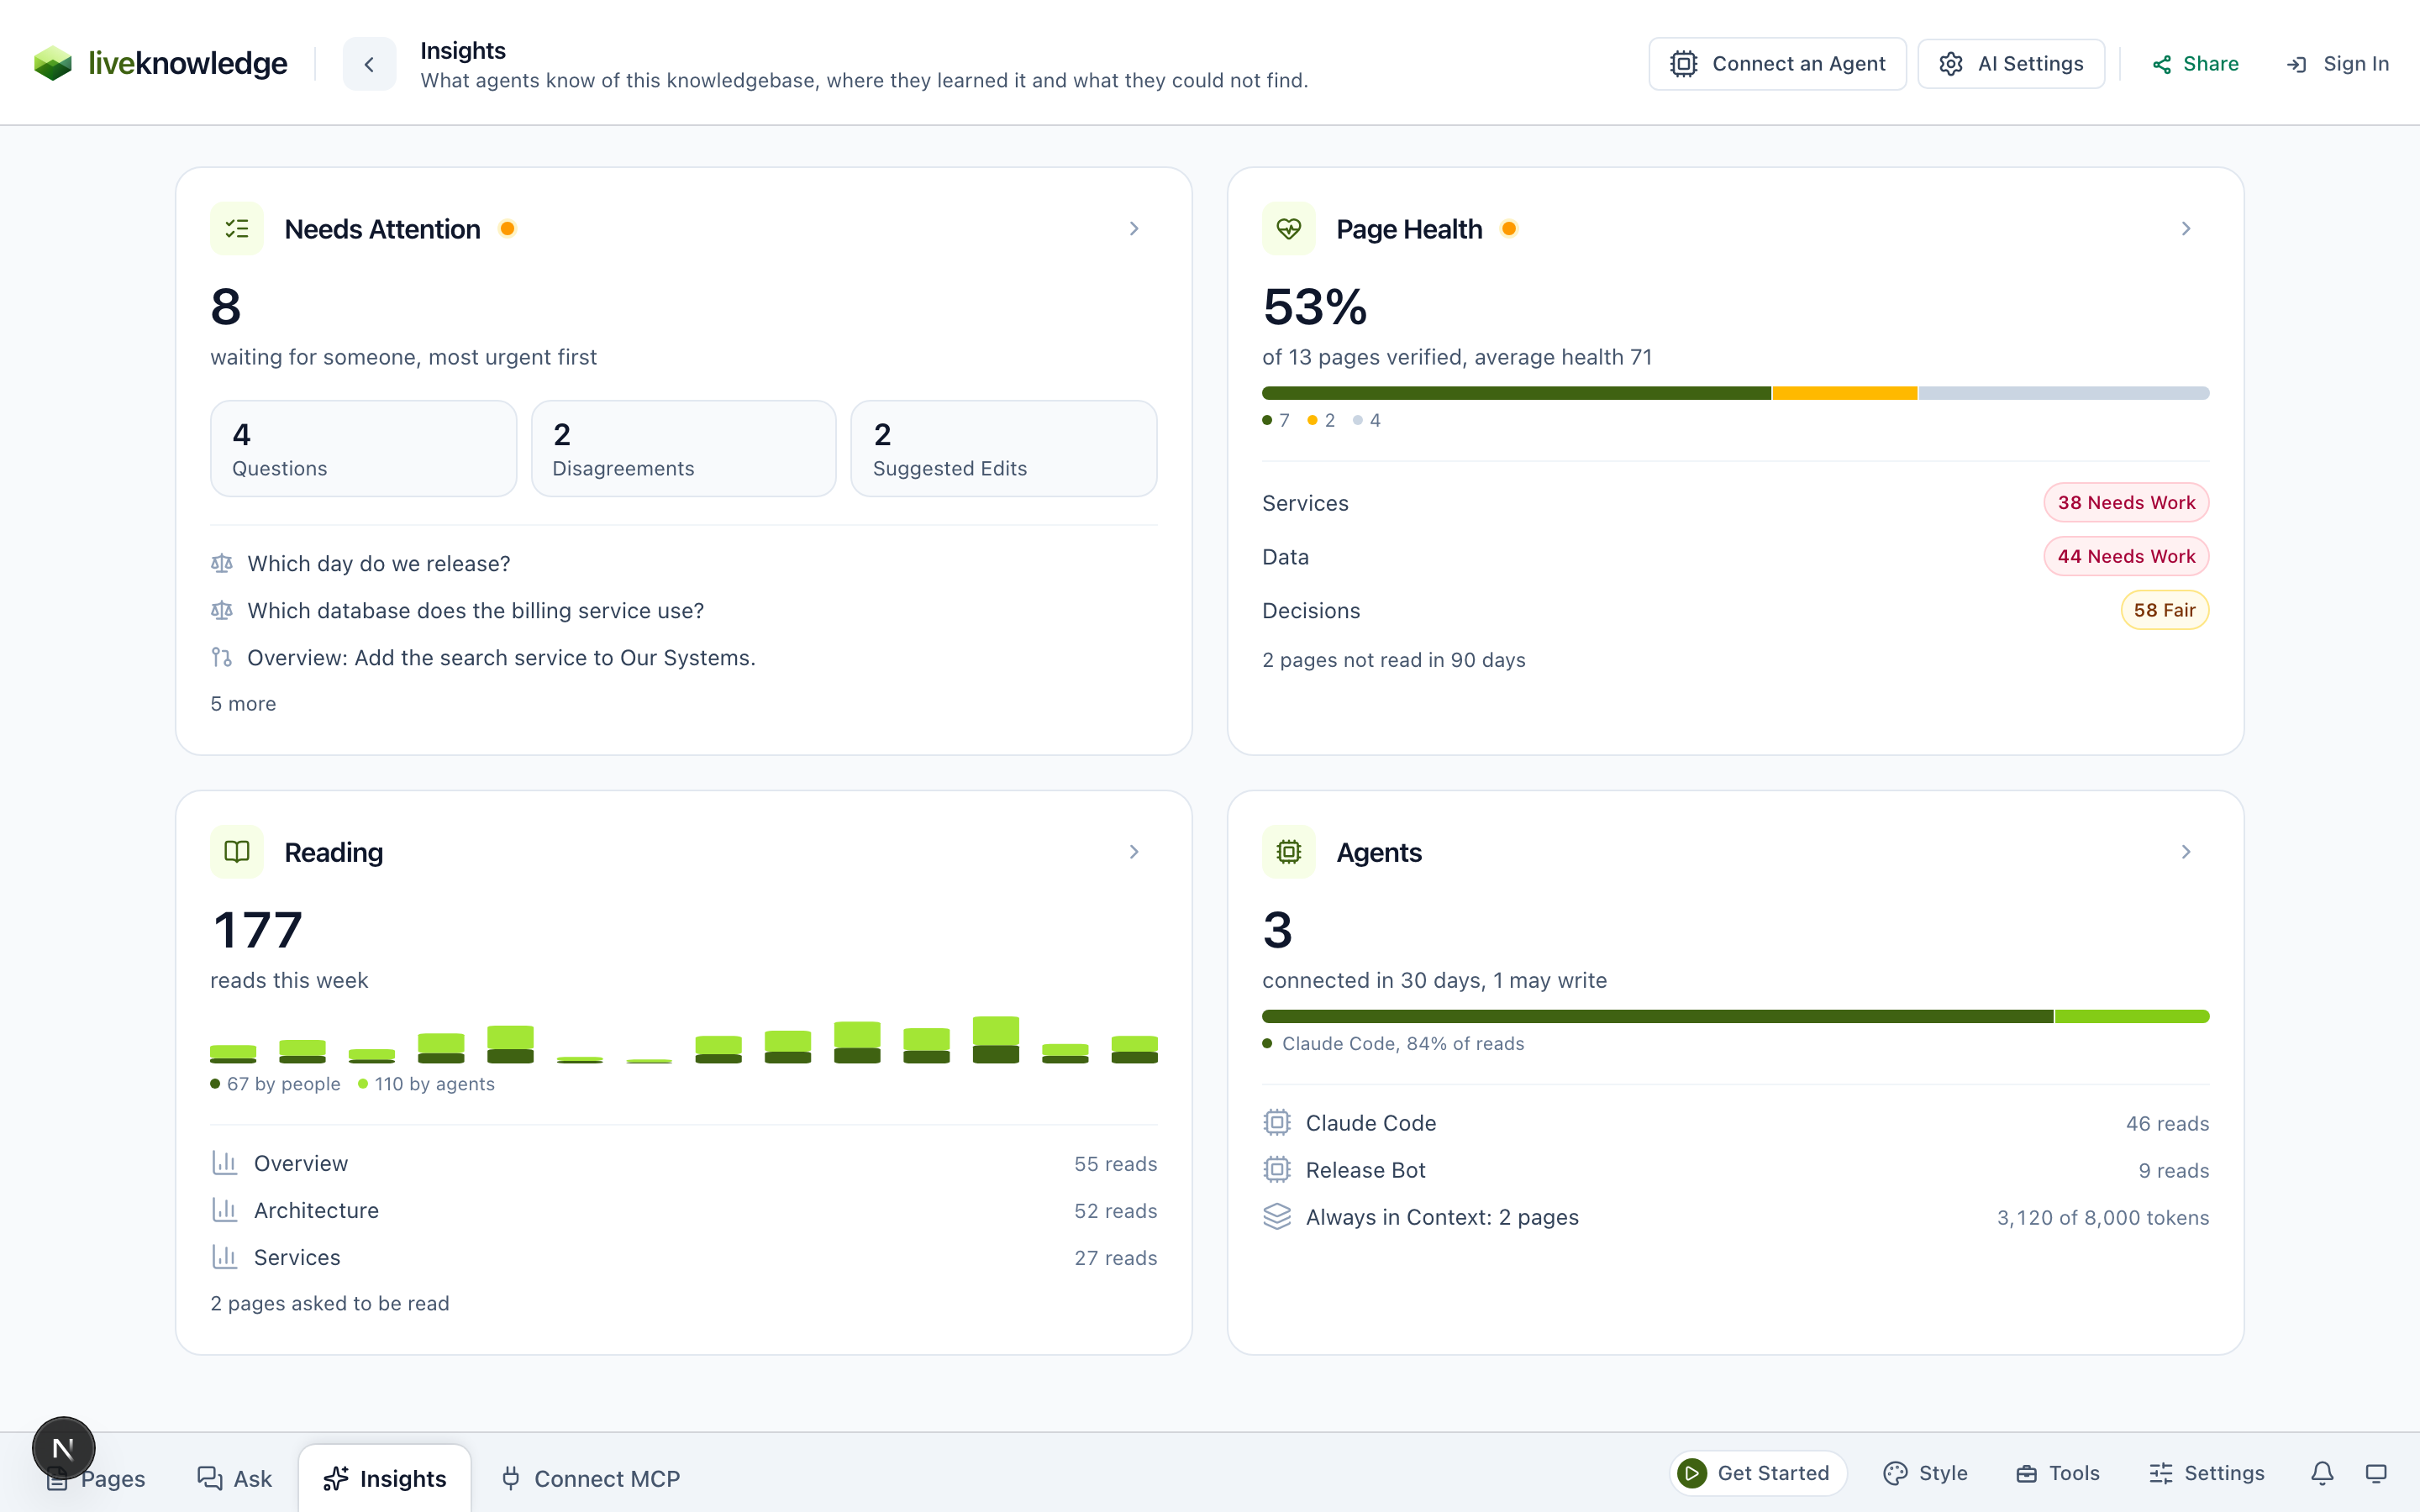 liveknowledge
Insights
What agents know of this knowledgebase, where they learned it and what they could not find.
Connect an Agent
AI Settings
Share
Sign In
Needs Attention
8
waiting for someone, most urgent first
4
Questions
2
Disagreements
2
Suggested Edits
Which day do we release?
Which database does the billing service use?
Overview: Add the search service to Our Systems.
5 more
Page Health
53%
of 13 pages verified, average health 71
7 2 4
Services 38 Needs Work
Data 44 Needs Work
Decisions 58 Fair
2 pages not read in 90 days
Reading
177
reads this week
67 by people 110 by agents
Overview 55 reads
Architecture 52 reads
Services 27 reads
2 pages asked to be read
Agents
3
connected in 30 days, 1 may write
Claude Code, 84% of reads
Claude Code 46 reads
Release Bot 9 reads
Always in Context: 2 pages 3,120 of 8,000 tokens
N
Pages
Ask
Insights
Connect MCP
Get Started
Style
Tools
Settings